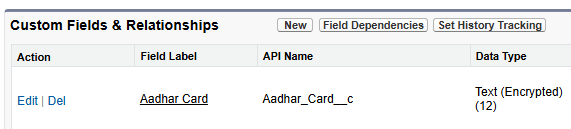 Custom Fields & Relationships New Field Dependencies Set History Tracking
Action Field Label API Name Data Type
Edit | Del Aadhar Card Aadhar_Card__c Text (Encrypted)
(12)